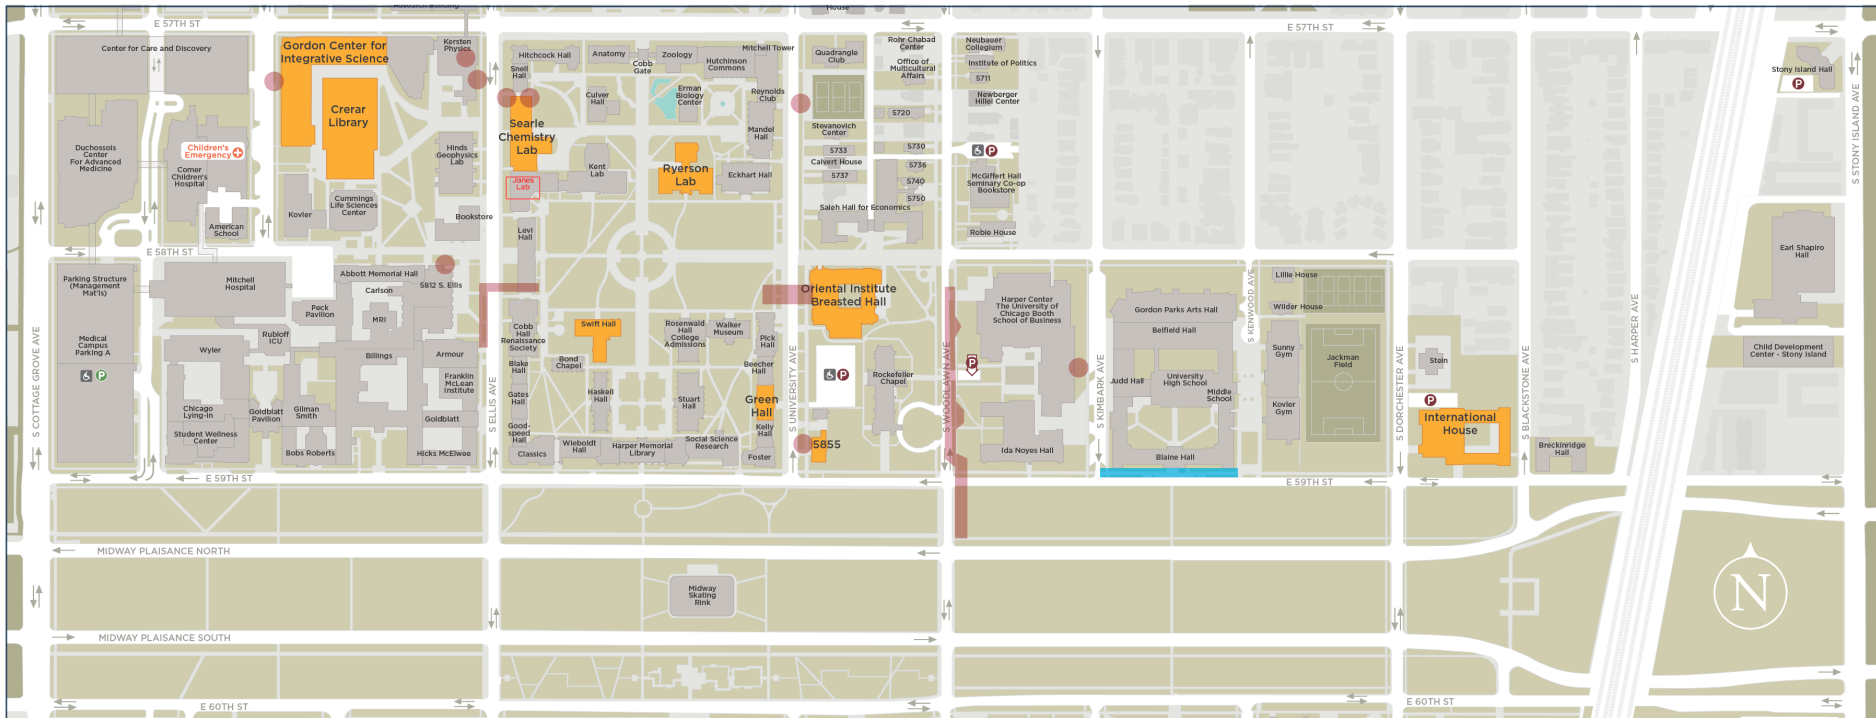 House
E 57TH ST
E 57TH ST
Center for Care and Discovery
Gordon Center for
Integrative Science
Kersten
Physics
Hitchcock Hall
Anatomy
Cobb
Gate
Zoology
Hutchinson
Commons
Mitchell Tower
Snell
Hall
Quadrangle
Club
Rohr Chabad
Center
Office of
Multicultural
Affairs
Neubauer
Collegium
Institute of Politics
5711
Newberger
Hillel Center
Stony Island Hall
P
Crerar
Library
Searle
Chemistry
Lab
Culver
Hall
Erman
Biology
Center
Reynolds
Club
Mandel
Hall
Stevanovich
Center
5720
5733
5730
P
Calvert House
5737
5736
5740
5750
McGiffert Hall
Seminary Co-op
Bookstore
Duchossois
Center
For Advanced
Medicine
Children's
Emergency
Comer
Children's
Hospital
Hinds
Geophysics
Lab
Jones
Lab
Kent
Lab
Ryerson
Lab
Eckhart Hall
American
School
Kovler
Cummings
Life Sciences
Center
Bookstore
Levi
Hall
Saieh Hall for Economics
Robie House
Earl Shapiro
Hall
S STONY ISLAND AVE
E 58TH ST
Parking Structure
(Management
Mat'ls)
Mitchell
Hospital
Abbott Memorial Hall
Carlson
5812 S. Ellis
Peck
Pavilion
MRI
Oriental Institute
Breasted Hall
Harper Center
The University of
Chicago Booth
School of Business
Gordon Parks Arts Hall
Belfield Hall
Lillie House
Wilder House
S KENWOOD AVE
S HARPER AVE
Medical
Campus
Parking A
P
Wyler
Rubloff
ICU
Billings
Armour
Franklin
McLean
Institute
Goldblatt
Cobb
Hall
Renaissance
Society
Swift Hall
Bond
Chapel
Rosenwald
Hall
College
Admissions
Walker
Museum
Pick
Hall
Beecher
Hall
Blake
Hall
Gates
Hall
Haskell
Hall
Stuart
Hall
Green
Hall
Kelly
Hall
P
Rockefeller
Chapel
P
Judd Hall
University
High School
Middle
School
Sunny
Gym
Kovler
Gym
Jackman
Field
Stein
P
International
House
Child Development
Center - Stony Island
Chicago
Lying-in
Goldblatt
Pavilion
Gilman
Smith
Student Wellness
Center
Bobs Roberts
Hicks McElwee
Good-
speed
Hall
Classics
Wieboldt
Hall
Harper Memorial
Library
Social Science
Research
Foster
5855
Ida Noyes Hall
Blaine Hall
Breckinridge
Hall
S COTTAGE GROVE AVE
S ELLIS AVE
S UNIVERSITY AVE
S WOODLAWN AVE
S KIMBARK AVE
S DORCHESTER AVE
S BLACKSTONE AVE
E 59TH ST
E 59TH ST
MIDWAY PLAISANCE NORTH
Midway
Skating
Rink
N
MIDWAY PLAISANCE SOUTH
E 60TH ST
E 60TH ST